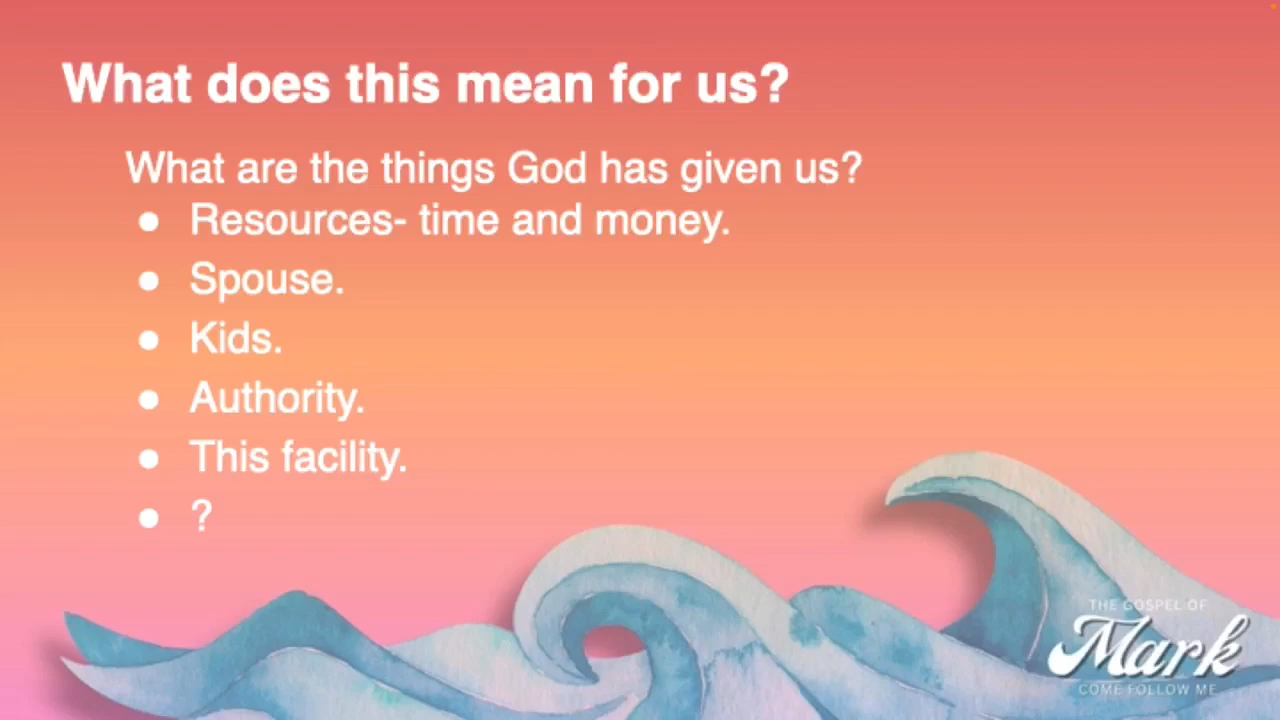 What does this mean for us?
What are the things God has given us?
● Resources- time and money.
● Spouse.
● Kids.
● Authority.
● This facility.
● ?
THE GOSPEL OF
Mark
COME FOLLOW ME